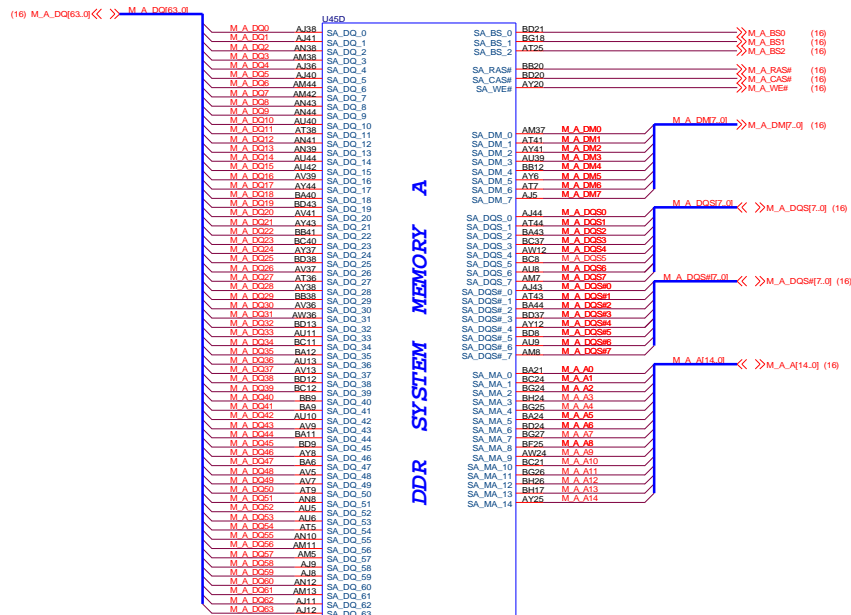 (16) M_A_DQ[63..0] M_A_DQ[63..0]
U45D
M_A_DQ0 AJ38 SA_DQ_0
M_A_DQ1 AJ41 SA_DQ_1
M_A_DQ2 AN38 SA_DQ_2
M_A_DQ3 AM38 SA_DQ_3
M_A_DQ4 AJ36 SA_DQ_4
M_A_DQ5 AJ40 SA_DQ_5
M_A_DQ6 AM44 SA_DQ_6
M_A_DQ7 AM42 SA_DQ_7
M_A_DQ8 AN43 SA_DQ_8
M_A_DQ9 AN44 SA_DQ_9
M_A_DQ10 AU40 SA_DQ_10
M_A_DQ11 AT38 SA_DQ_11
M_A_DQ12 AN41 SA_DQ_12
M_A_DQ13 AN39 SA_DQ_13
M_A_DQ14 AU44 SA_DQ_14
M_A_DQ15 AU42 SA_DQ_15
M_A_DQ16 AV39 SA_DQ_16
M_A_DQ17 AY44 SA_DQ_17
M_A_DQ18 BA40 SA_DQ_18
M_A_DQ19 BD43 SA_DQ_19
M_A_DQ20 AV41 SA_DQ_20
M_A_DQ21 AY43 SA_DQ_21
M_A_DQ22 BB41 SA_DQ_22
M_A_DQ23 BC40 SA_DQ_23
M_A_DQ24 AY37 SA_DQ_24
M_A_DQ25 BD38 SA_DQ_25
M_A_DQ26 AV37 SA_DQ_26
M_A_DQ27 AT36 SA_DQ_27
M_A_DQ28 AY38 SA_DQ_28
M_A_DQ29 BB38 SA_DQ_29
M_A_DQ30 AV36 SA_DQ_30
M_A_DQ31 AW36 SA_DQ_31
M_A_DQ32 BD13 SA_DQ_32
M_A_DQ33 AU11 SA_DQ_33
M_A_DQ34 BC11 SA_DQ_34
M_A_DQ35 BA12 SA_DQ_35
M_A_DQ36 AU13 SA_DQ_36
M_A_DQ37 AV13 SA_DQ_37
M_A_DQ38 BD12 SA_DQ_38
M_A_DQ39 BC12 SA_DQ_39
M_A_DQ40 BB9 SA_DQ_40
M_A_DQ41 BA9 SA_DQ_41
M_A_DQ42 AU10 SA_DQ_42
M_A_DQ43 AV9 SA_DQ_43
M_A_DQ44 BA11 SA_DQ_44
M_A_DQ45 BD9 SA_DQ_45
M_A_DQ46 AY8 SA_DQ_46
M_A_DQ47 BA6 SA_DQ_47
M_A_DQ48 AV5 SA_DQ_48
M_A_DQ49 AV7 SA_DQ_49
M_A_DQ50 AT9 SA_DQ_50
M_A_DQ51 AN8 SA_DQ_51
M_A_DQ52 AU5 SA_DQ_52
M_A_DQ53 AU6 SA_DQ_53
M_A_DQ54 AT5 SA_DQ_54
M_A_DQ55 AN10 SA_DQ_55
M_A_DQ56 AM11 SA_DQ_56
M_A_DQ57 AM5 SA_DQ_57
M_A_DQ58 AJ9 SA_DQ_58
M_A_DQ59 AJ8 SA_DQ_59
M_A_DQ60 AN12 SA_DQ_60
M_A_DQ61 AM13 SA_DQ_61
M_A_DQ62 AJ11 SA_DQ_62
M_A_DQ63 AJ12 SA_DQ_63
DDR SYSTEM MEMORY A
SA_BS_0 BD21 M_A_BS0 (16)
SA_BS_1 BG18 M_A_BS1 (16)
SA_BS_2 AT25 M_A_BS2 (16)
SA_RAS# BB20 M_A_RAS# (16)
SA_CAS# BD20 M_A_CAS# (16)
SA_WE# AY20 M_A_WE# (16)
M_A_DM[7..0] M_A_DM[7..0] (16)
SA_DM_0 AM37 M_A_DM0
SA_DM_1 AT41 M_A_DM1
SA_DM_2 AY41 M_A_DM2
SA_DM_3 AU39 M_A_DM3
SA_DM_4 BB12 M_A_DM4
SA_DM_5 AY6 M_A_DM5
SA_DM_6 AT7 M_A_DM6
SA_DM_7 AJ5 M_A_DM7
M_A_DQS[7..0] M_A_DQS[7..0] (16)
SA_DQS_0 AJ44 M_A_DQS0
SA_DQS_1 AT44 M_A_DQS1
SA_DQS_2 BA43 M_A_DQS2
SA_DQS_3 BC37 M_A_DQS3
SA_DQS_4 AW12 M_A_DQS4
SA_DQS_5 BC8 M_A_DQS5
SA_DQS_6 AU8 M_A_DQS6
SA_DQS_7 AM7 M_A_DQS7
M_A_DQS#[7..0] M_A_DQS#[7..0] (16)
SA_DQS#_0 AJ43 M_A_DQS#0
SA_DQS#_1 AT43 M_A_DQS#1
SA_DQS#_2 BA44 M_A_DQS#2
SA_DQS#_3 BD37 M_A_DQS#3
SA_DQS#_4 AY12 M_A_DQS#4
SA_DQS#_5 BD8 M_A_DQS#5
SA_DQS#_6 AU9 M_A_DQS#6
SA_DQS#_7 AM8 M_A_DQS#7
M_A_A[14..0] M_A_A[14..0] (16)
SA_MA_0 BA21 M_A_A0
SA_MA_1 BC24 M_A_A1
SA_MA_2 BG24 M_A_A2
SA_MA_3 BH24 M_A_A3
SA_MA_4 BG25 M_A_A4
SA_MA_5 BA24 M_A_A5
SA_MA_6 BD24 M_A_A6
SA_MA_7 BG27 M_A_A7
SA_MA_8 BF25 M_A_A8
SA_MA_9 AW24 M_A_A9
SA_MA_10 BC21 M_A_A10
SA_MA_11 BG26 M_A_A11
SA_MA_12 BH26 M_A_A12
SA_MA_13 BH17 M_A_A13
SA_MA_14 AY25 M_A_A14